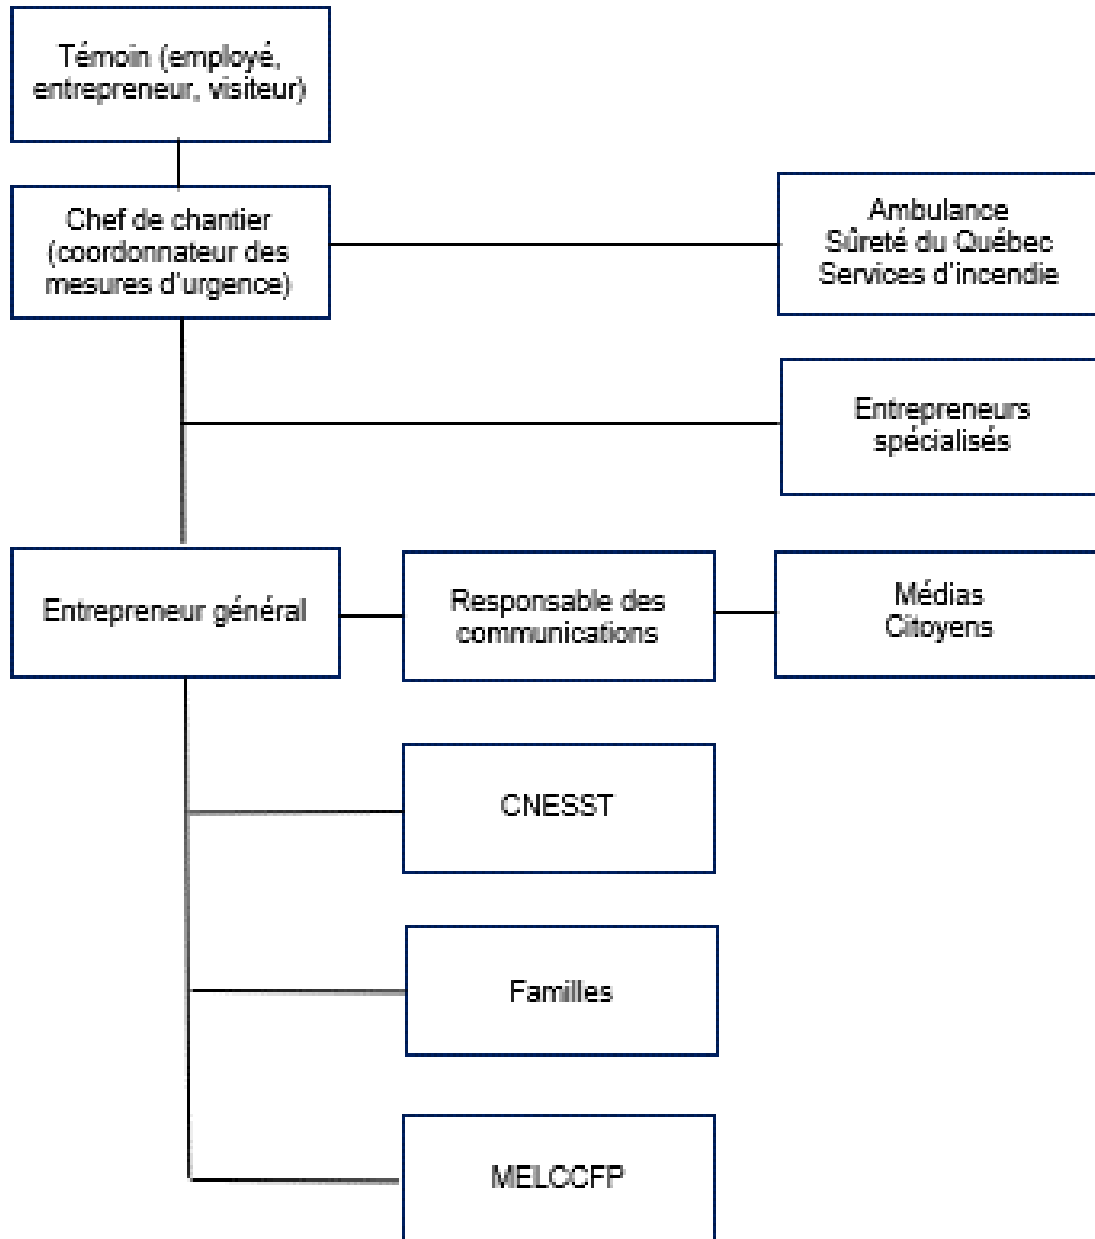 Témoin (employé,
entrepreneur, visiteur)
Chef de chantier
(coordonnateur des
mesures d'urgence)
Ambulance
Sûreté du Québec
Services d'incendie
Entrepreneurs
spécialisés
Entrepreneur général
Responsable des
communications
Médias
Citoyens
CNESST
Familles
MELCCFP